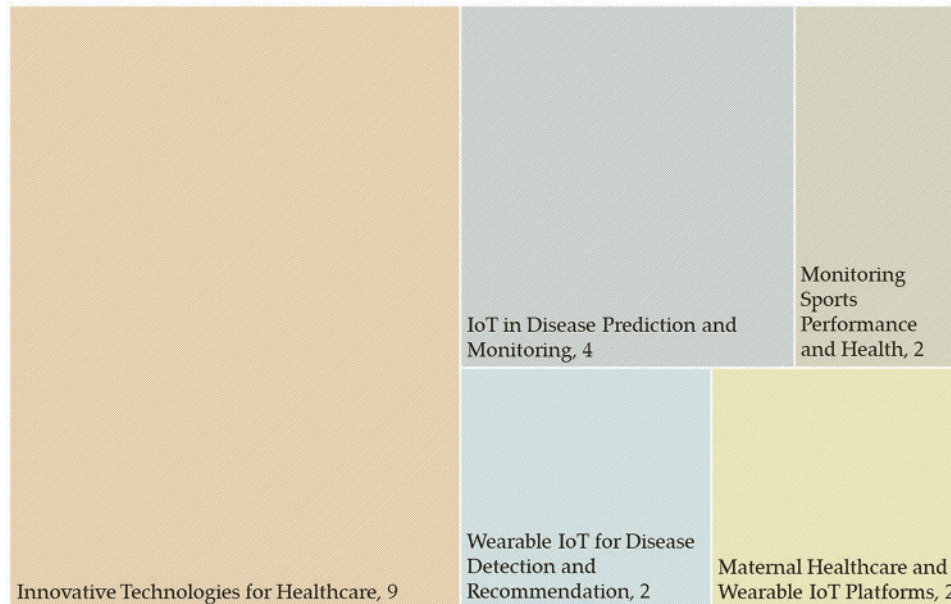 Innovative Technologies for Healthcare, 9
IoT in Disease Prediction and
Monitoring, 4
Monitoring
Sports
Performance
and Health, 2
Wearable IoT for Disease
Detection and
Recommendation, 2
Maternal Healthcare and
Wearable IoT Platforms, 2